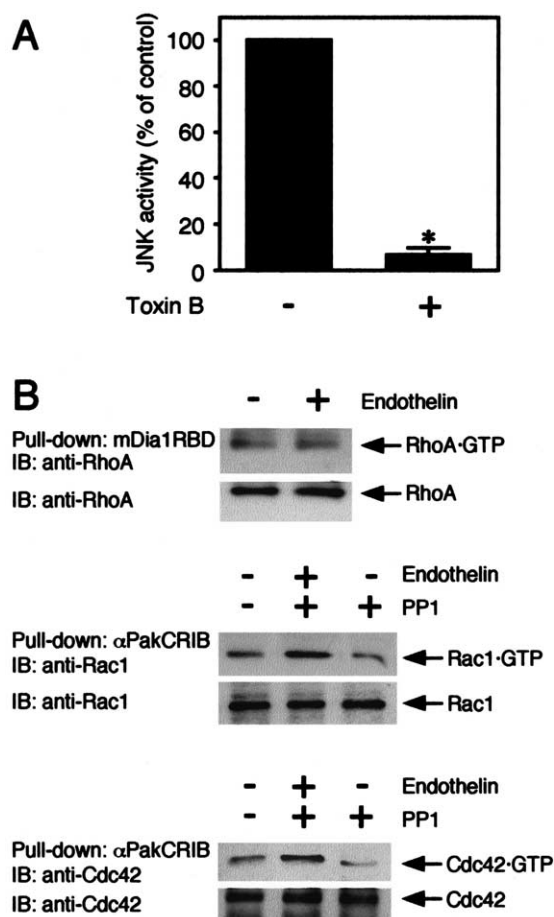 A
JNK activity (% of control)
100
80
60
40
20
0
*
Toxin B - +
B
- + Endothelin
Pull-down: mDia1RBD
IB: anti-RhoA
RhoA·GTP
IB: anti-RhoA
RhoA
- + - Endothelin
- + + PP1
Pull-down: αPakCRIB
IB: anti-Rac1
Rac1·GTP
IB: anti-Rac1
Rac1
- + - Endothelin
- + + PP1
Pull-down: αPakCRIB
IB: anti-Cdc42
Cdc42·GTP
IB: anti-Cdc42
Cdc42